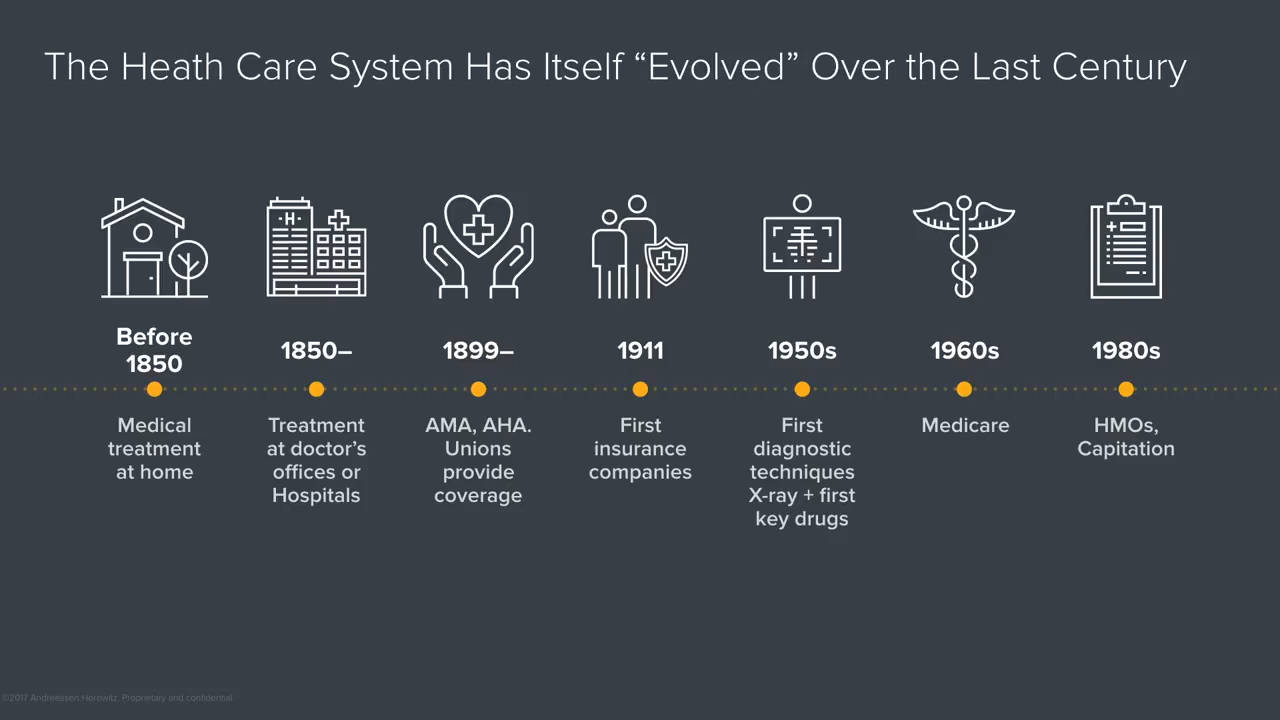 The Heath Care System Has Itself “Evolved” Over the Last Century
H
Before
1850
Medical
treatment
at home
1850–
Treatment
at doctor’s
offices or
Hospitals
1899–
AMA, AHA.
Unions
provide
coverage
1911
First
insurance
companies
1950s
First
diagnostic
techniques
X-ray + first
key drugs
1960s
Medicare
1980s
HMOs,
Capitation
©2017 Andreessen Horowitz. Proprietary and confidential.